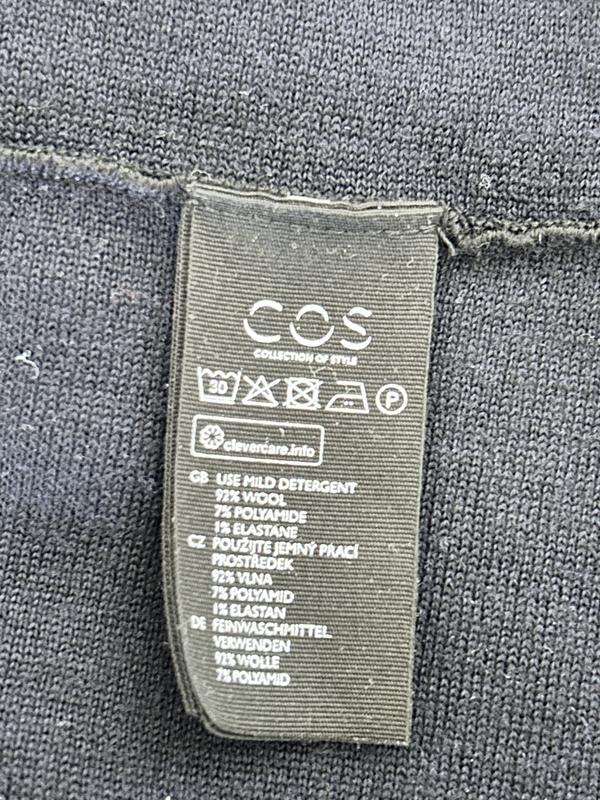 COS
COLLECTION OF STYLE
30 P
clevercare.info
GB USE MILD DETERGENT
92% WOOL
7% POLYAMIDE
1% ELASTANE
CZ POUŽIJTE JEMNÝ PRACÍ
PROSTŘEDEK
92% VLNA
7% POLYAMID
1% ELASTAN
DE FEINWASCHMITTEL
VERWENDEN
92% WOLLE
7% POLYAMID